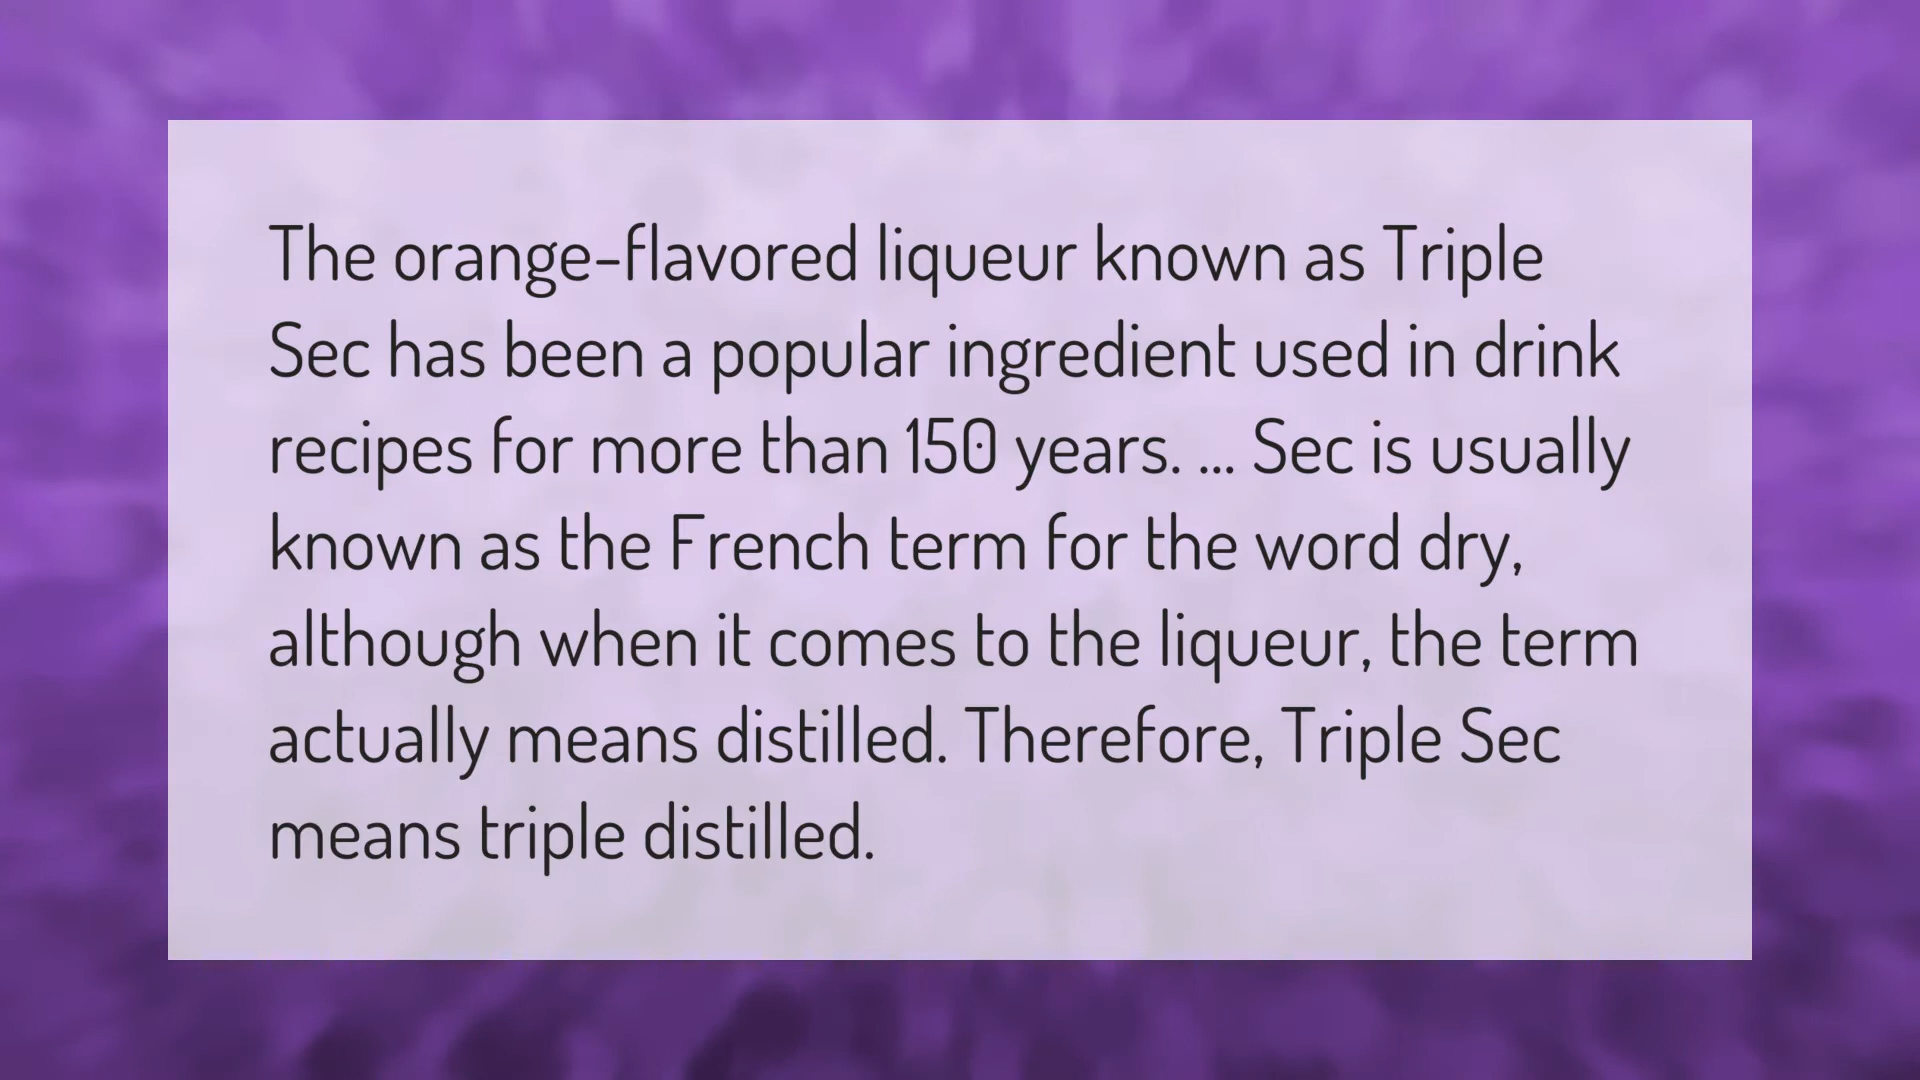 The orange-flavored liqueur known as Triple
Sec has been a popular ingredient used in drink
recipes for more than 150 years. ... Sec is usually
known as the French term for the word dry,
although when it comes to the liqueur, the term
actually means distilled. Therefore, Triple Sec
means triple distilled.